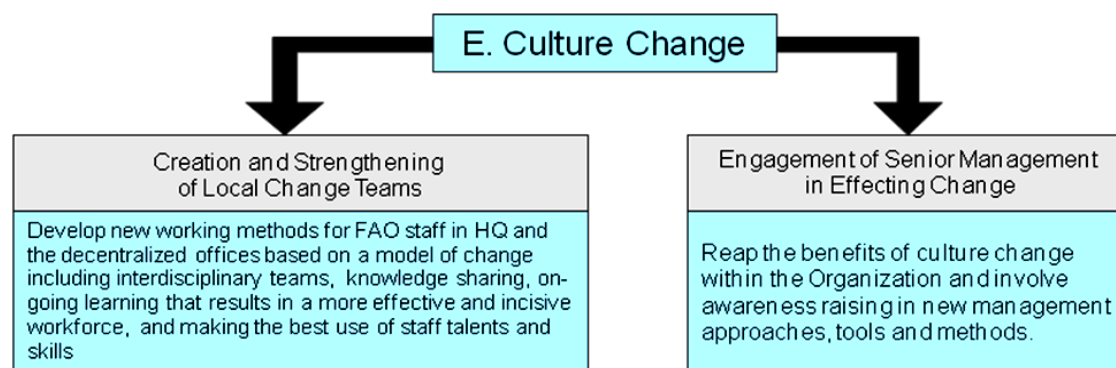 E. Culture Change
Creation and Strengthening
of Local Change Teams
Develop new working methods for FAO staff in HQ and
the decentralized offices based on a model of change
including interdisciplinary teams, knowledge sharing, on-
going learning that results in a more effective and incisive
workforce, and making the best use of staff talents and
skills
Engagement of Senior Management
in Effecting Change
Reap the benefits of culture change
within the Organization and involve
awareness raising in new management
approaches, tools and methods.